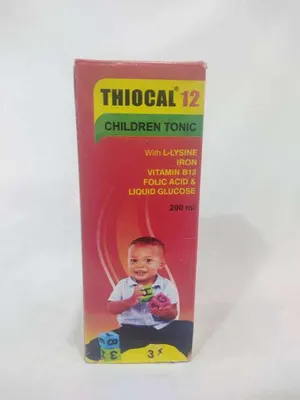 THIOCAL® 12
CHILDREN TONIC
With L-LYSINE
IRON
VITAMIN B12
FOLIC ACID &
LIQUID GLUCOSE
200 ml